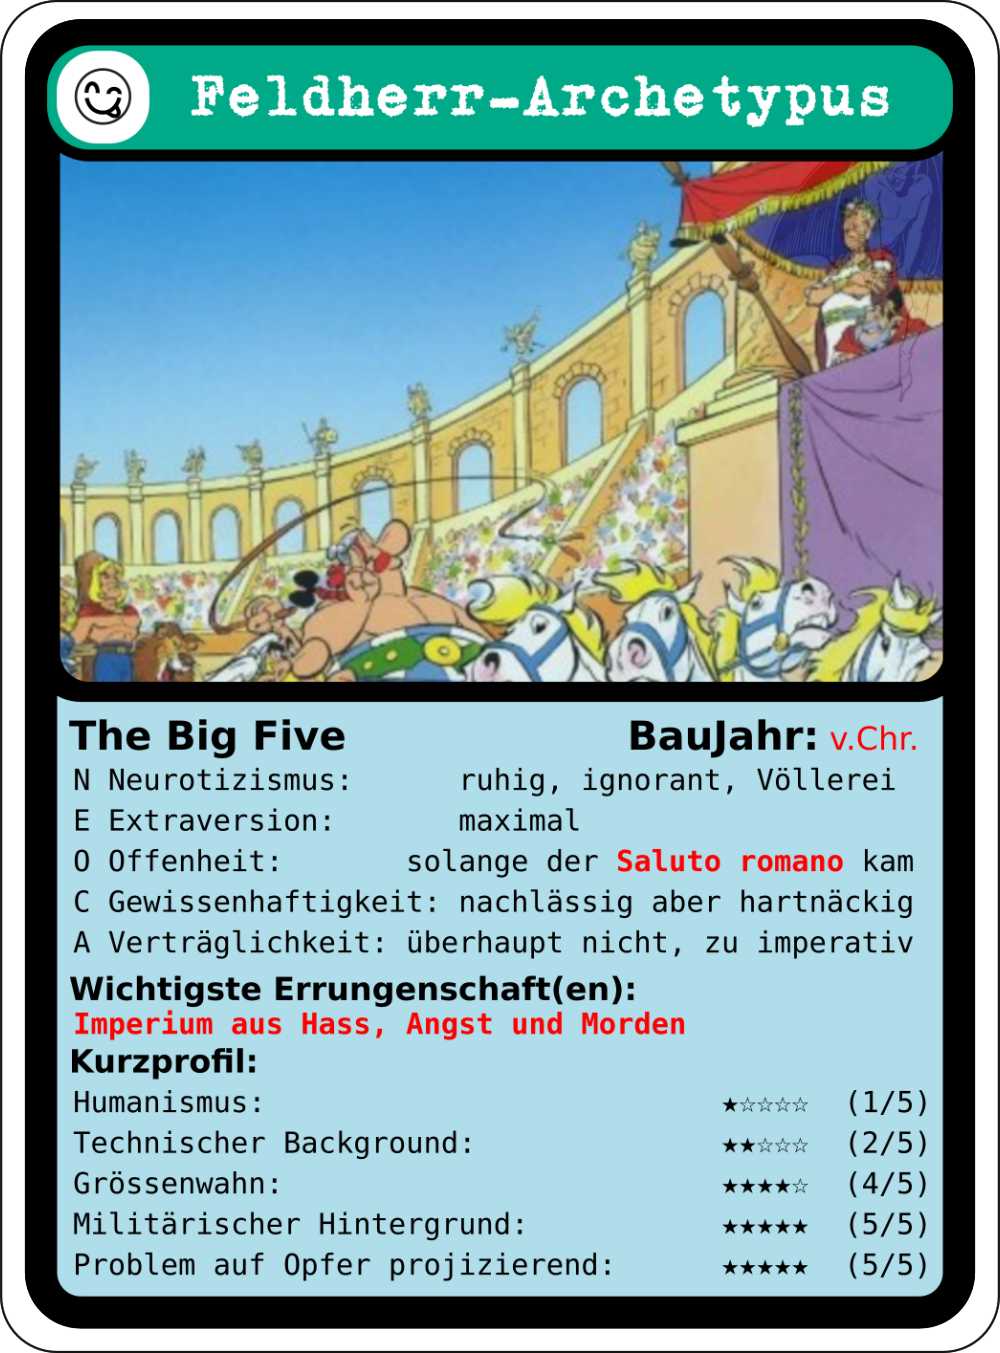 Feldherr-Archetypus
The Big Five BauJahr: v.Chr.
N Neurotizismus: ruhig, ignorant, Völlerei
E Extraversion: maximal
O Offenheit: solange der Saluto romano kam
C Gewissenhaftigkeit: nachlässig aber hartnäckig
A Verträglichkeit: überhaupt nicht, zu imperativ
Wichtigste Errungenschaft(en):
Imperium aus Hass, Angst und Morden
Kurzprofil:
Humanismus: ★☆☆☆☆ (1/5)
Technischer Background: ★★☆☆☆ (2/5)
Grössenwahn: ★★★★☆ (4/5)
Militärischer Hintergrund: ★★★★★ (5/5)
Problem auf Opfer projizierend: ★★★★★ (5/5)